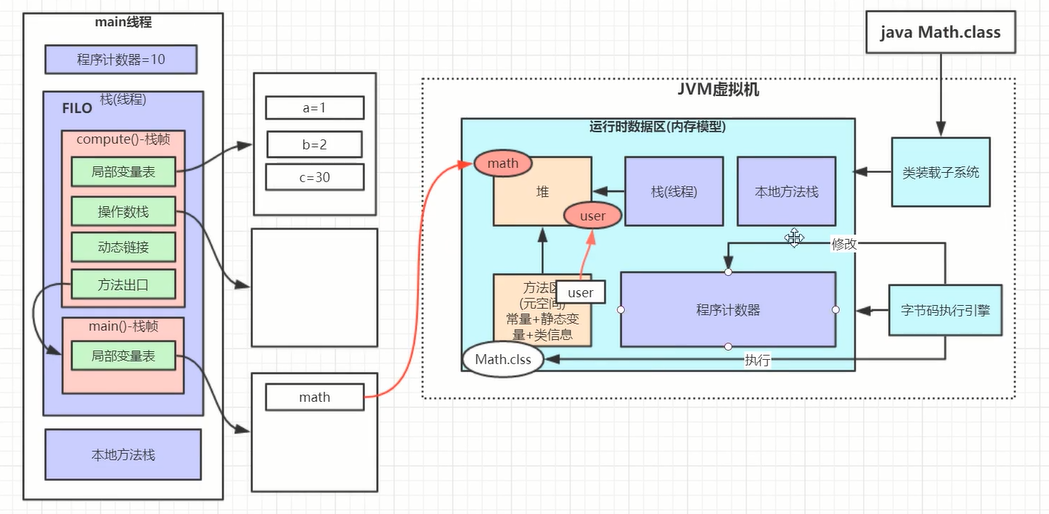 main线程
程序计数器=10
栈(线程)
FILO
compute()-栈帧
局部变量表
操作数栈
动态链接
方法出口
main()-栈帧
局部变量表
本地方法栈
a=1
b=2
c=30
math
java Math.class
JVM虚拟机
运行时数据区(内存模型)
math
堆
user
栈(线程)
本地方法栈
类装载子系统
修改
方法区
(元空间)
常量+静态变
量+类信息
user
程序计数器
字节码执行引擎
Math.clss
执行